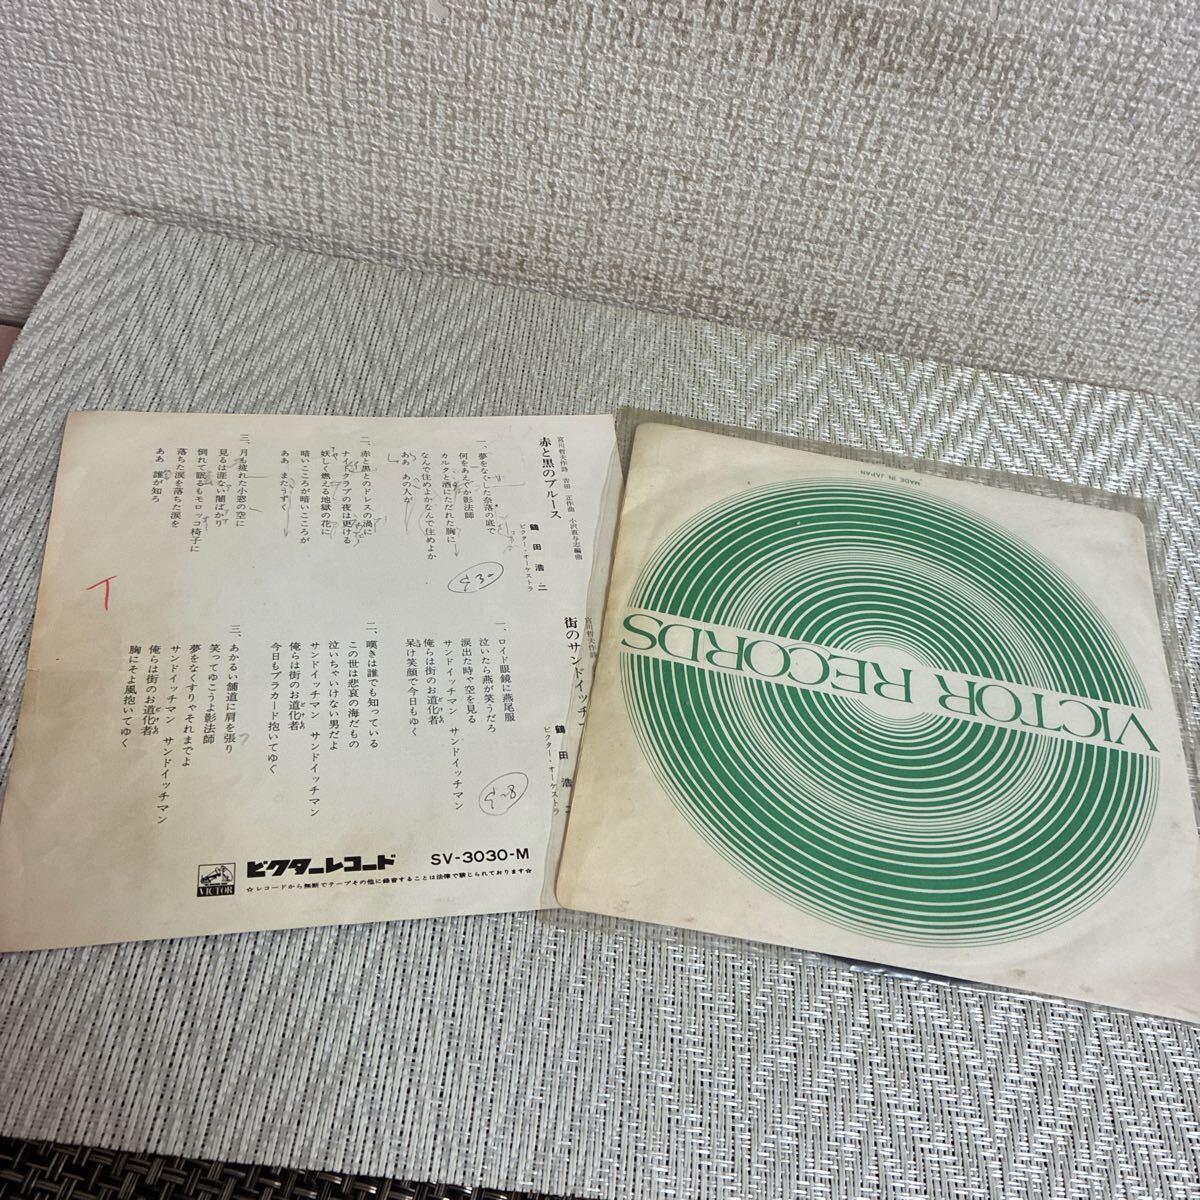 赤と黒のブルース
宮川哲夫作詩 吉田 正作曲 小沢直与志編曲
鶴田浩二
ビクター・オーケストラ
一、夢をなくした奈落の底で
何をあえぐか影法師
カルタと酒にただれた胸に
なんで住めよかなんで住めよか
ああ あの人が
二、赤と黒とのドレスの渦に
ナイトクラブの夜は更ける
妖しく燃える地獄の花に
暗いこころが暗いこころが
ああ またうずく
三、月も疲れた小窓の空に
見るは涯ない闇ばかり
倒れて眠るもモロッコ椅子に
落ちた涙を落ちた涙を
ああ 誰が知ろ
街のサンドイッチマ
宮川哲夫作詩
鶴田浩二
ビクター・オーケストラ
一、ロイド眼鏡に燕尾服
泣いたら燕が笑うだろ
涙出た時や空を見る
サンドイッチマン サンドイッチマン
俺らは街のお道化者
呆け笑顔で今日もゆく
二、嘆きは誰でも知っている
この世は悲哀の海だもの
泣いちゃいけない男だよ
サンドイッチマン サンドイッチマン
俺らは街のお道化者
今日もプラカード抱いてゆく
三、あかるい舗道に肩を張り
笑ってゆこうよ影法師
夢をなくすりゃそれまでよ
サンドイッチマン サンドイッチマン
俺らは街のお道化者
胸にそよ風抱いてゆく
VICTOR
ビクターレコード
SV-3030-M
☆レコードから無断でテープその他に録音することは法律で禁じられております☆
VICTOR RECORDS
MADE IN JAPAN